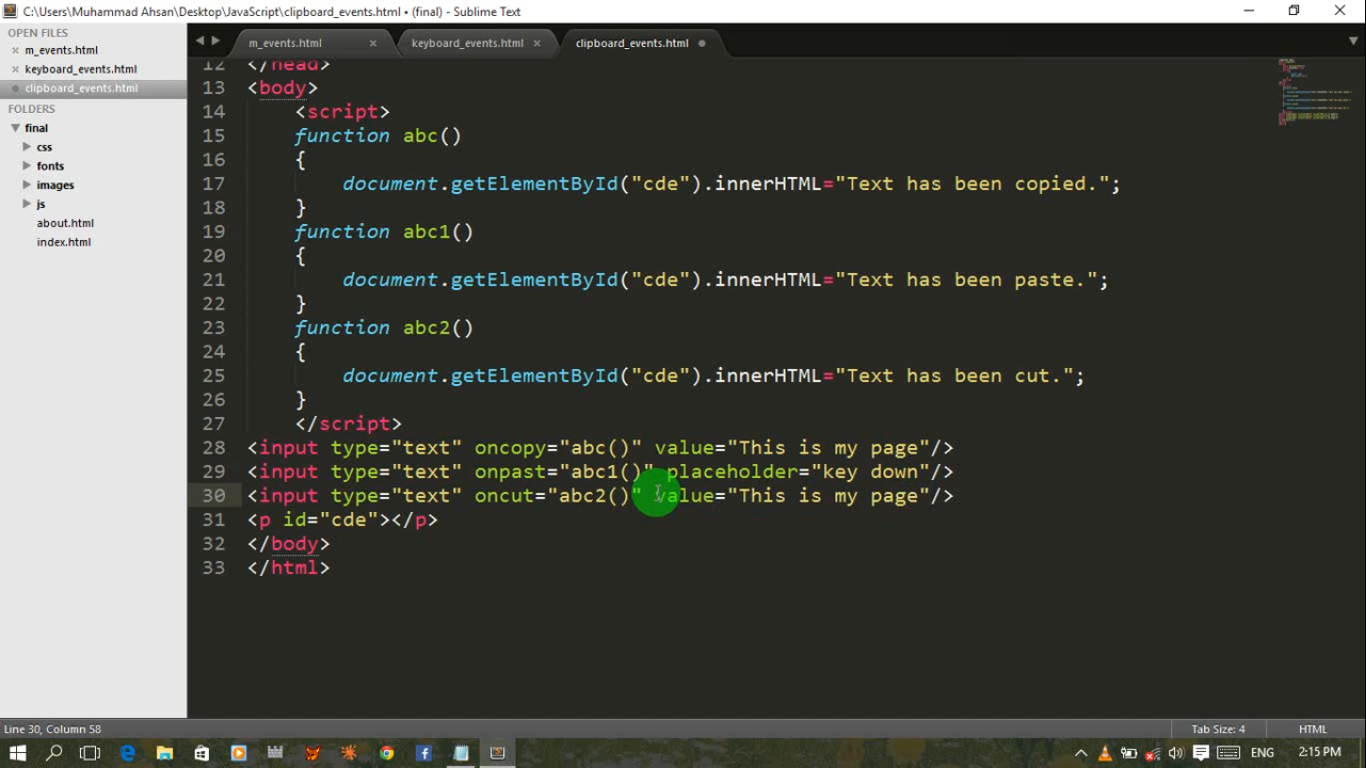 C:\Users\Muhammad Ahsan\Desktop\JavaScript\clipboard_events.html • (final) - Sublime Text
OPEN FILES
m_events.html
keyboard_events.html
clipboard_events.html
FOLDERS
final
css
fonts
images
js
about.html
index.html
m_events.html
keyboard_events.html
clipboard_events.html
12 </head>
13 <body>
14 <script>
15 function abc()
16 {
17 document.getElementById("cde").innerHTML="Text has been copied.";
18 }
19 function abc1()
20 {
21 document.getElementById("cde").innerHTML="Text has been paste.";
22 }
23 function abc2()
24 {
25 document.getElementById("cde").innerHTML="Text has been cut.";
26 }
27 </script>
28 <input type="text" oncopy="abc()" value="This is my page"/>
29 <input type="text" onpast="abc1()" placeholder="key down"/>
30 <input type="text" oncut="abc2()" value="This is my page"/>
31 <p id="cde"></p>
32 </body>
33 </html>
Line 30, Column 58
Tab Size: 4
HTML
ENG
2:15 PM